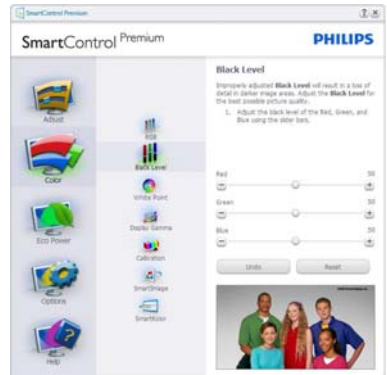 SmartControl Premium
SmartControl Premium
PHILIPS
Adjust
Color
Eco Power
Options
Help
RGB
Black Level
White Point
Display Gamma
Calibration
SmartImage
SmartKolor
Black Level
Improperly adjusted Black Level will result in a loss of
detail in darker image areas. Adjust the Black Level for
the best possible picture quality.
1. Adjust the black level of the Red, Green, and
Blue using the slider bars.
Red 50
Green 50
Blue 50
Undo
Reset